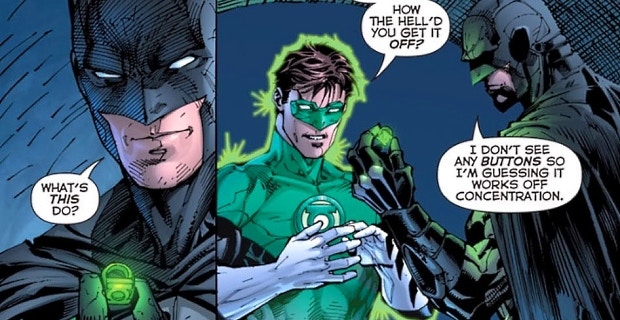 WHAT'S
THIS
DO?
HOW
THE HELL'D
YOU GET IT
OFF?
I DON'T SEE
ANY BUTTONS SO
I'M GUESSING IT
WORKS OFF
CONCENTRATION.